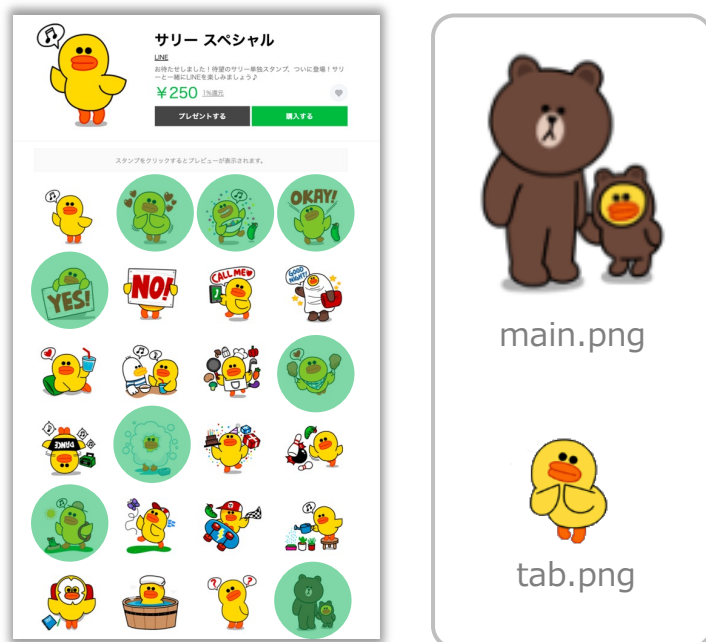 サリー スペシャル
LINE
お待たせしました！待望のサリー単独スタンプ、ついに登場！サリ
ーと一緒にLINEを楽しみましょう♪
￥250 1%還元
プレゼントする 購入する
スタンプをクリックするとプレビューが表示されます。
OKAY!
YES! NO! CALL ME♥ GOOD NIGHT!
DANCE
? ?
main.png
tab.png